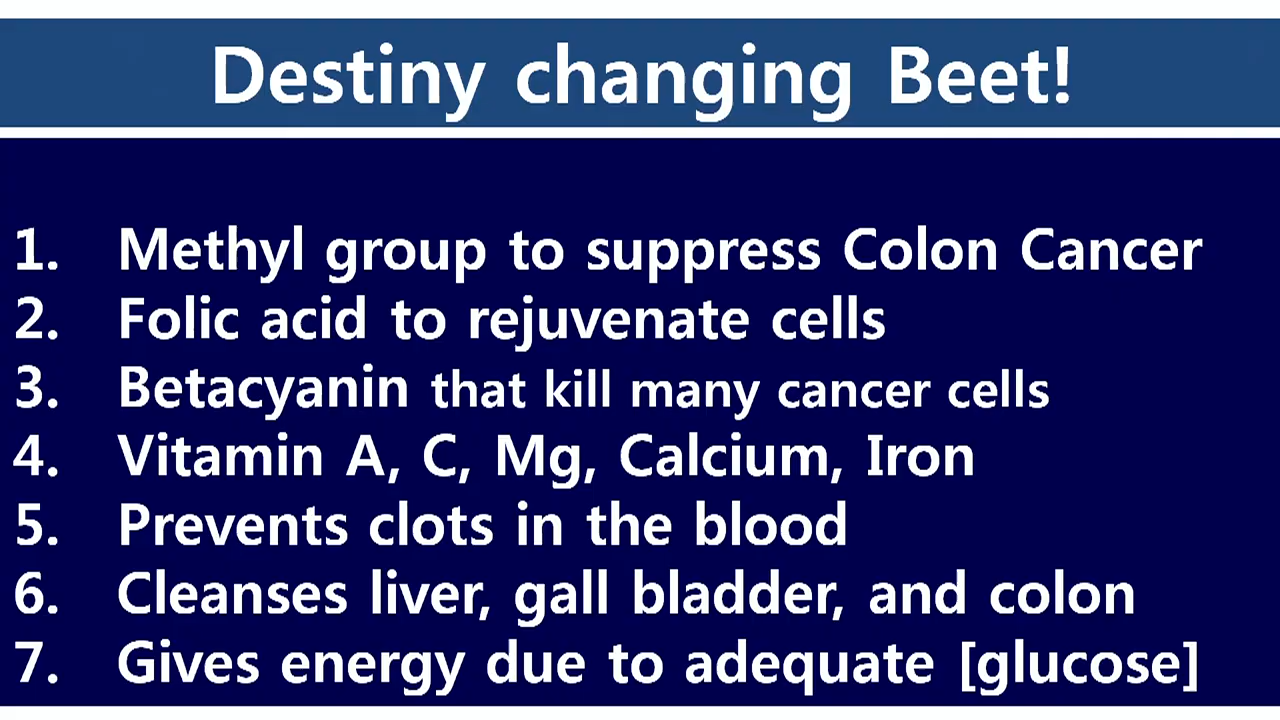 Destiny changing Beet!
1. Methyl group to suppress Colon Cancer
2. Folic acid to rejuvenate cells
3. Betacyanin that kill many cancer cells
4. Vitamin A, C, Mg, Calcium, Iron
5. Prevents clots in the blood
6. Cleanses liver, gall bladder, and colon
7. Gives energy due to adequate [glucose]